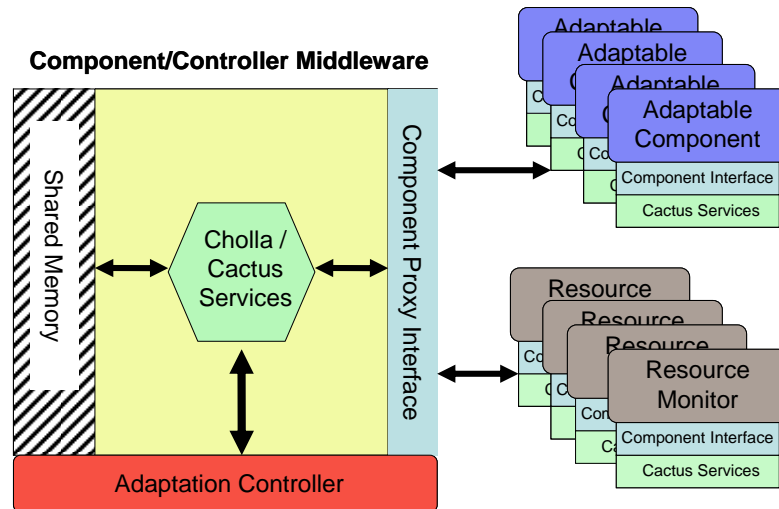 Component/Controller Middleware
Shared Memory
Cholla /
Cactus
Services
Component Proxy Interface
Adaptation Controller
Adaptable
Adaptable
Adaptable
Adaptable
Component
Component Interface
Cactus Services
Resource
Resource
Resource
Resource
Monitor
Component Interface
Cactus Services